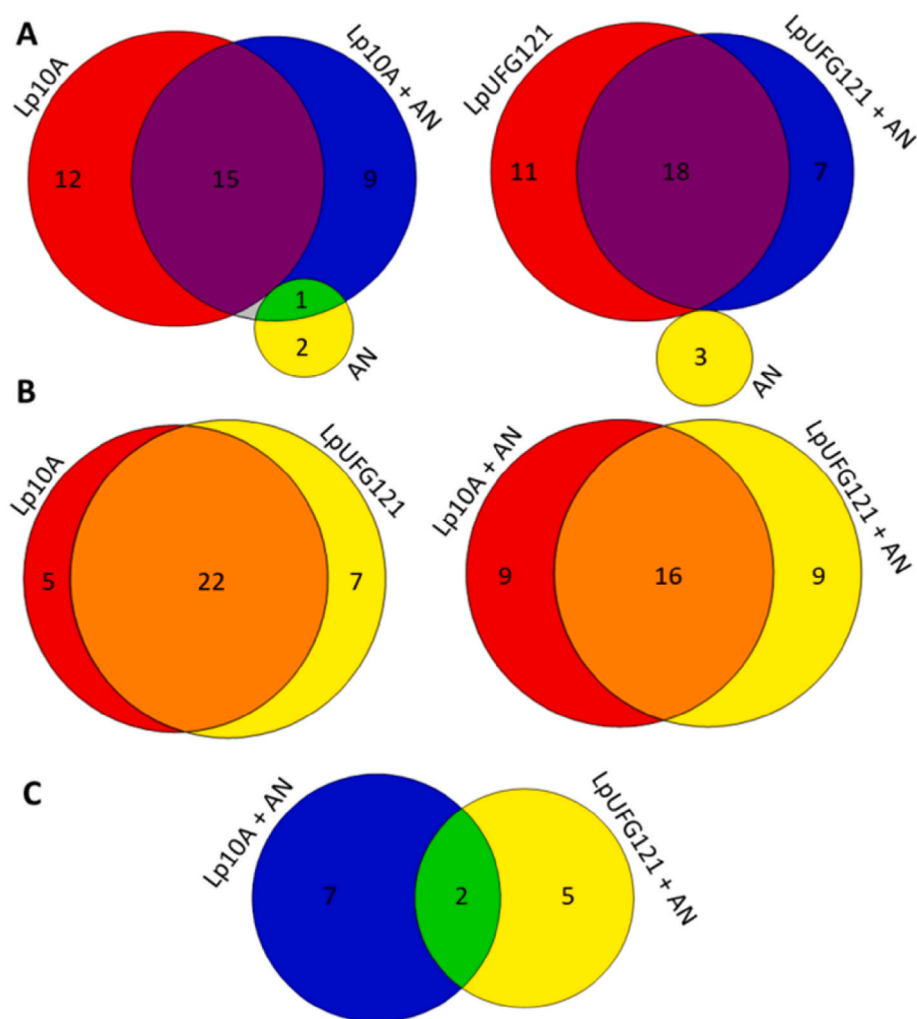 A
Lp10A
Lp10A + AN
12
15
9
1
2
AN
LpUFG121
LpUFG121 + AN
11
18
7
3
AN
B
Lp10A
LpUFG121
5
22
7
Lp10A + AN
LpUFG121 + AN
9
16
9
C
Lp10A + AN
LpUFG121 + AN
7
2
5